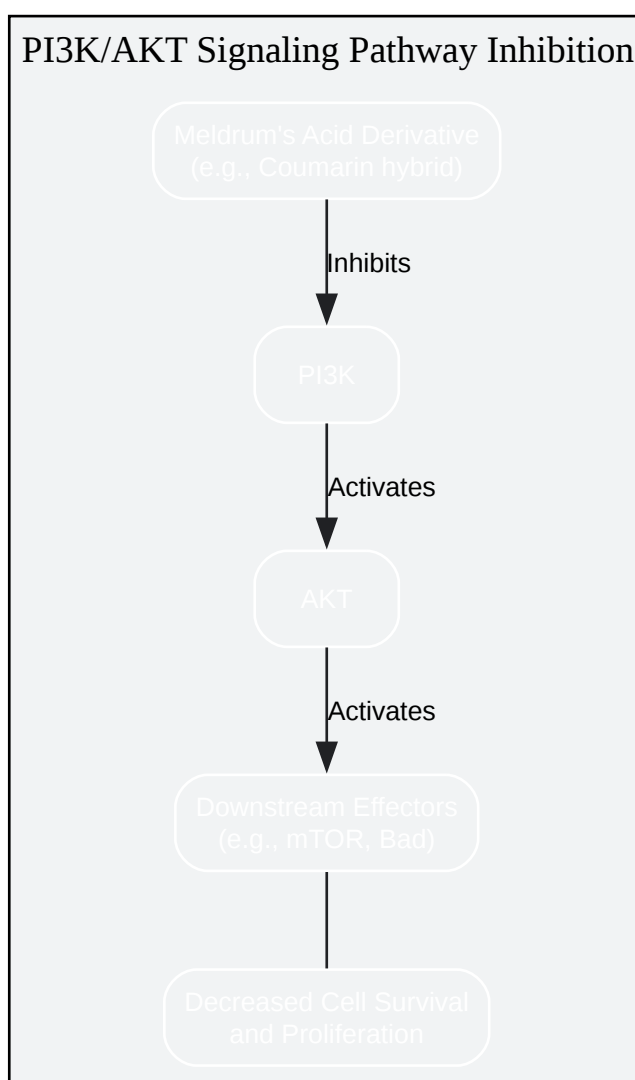 PI3K/AKT Signaling Pathway Inhibition
Meldrum's Acid Derivative
(e.g., Coumarin hybrid)
Inhibits
PI3K
Activates
AKT
Activates
Downstream Effectors
(e.g., mTOR, Bad)
Decreased Cell Survival
and Proliferation